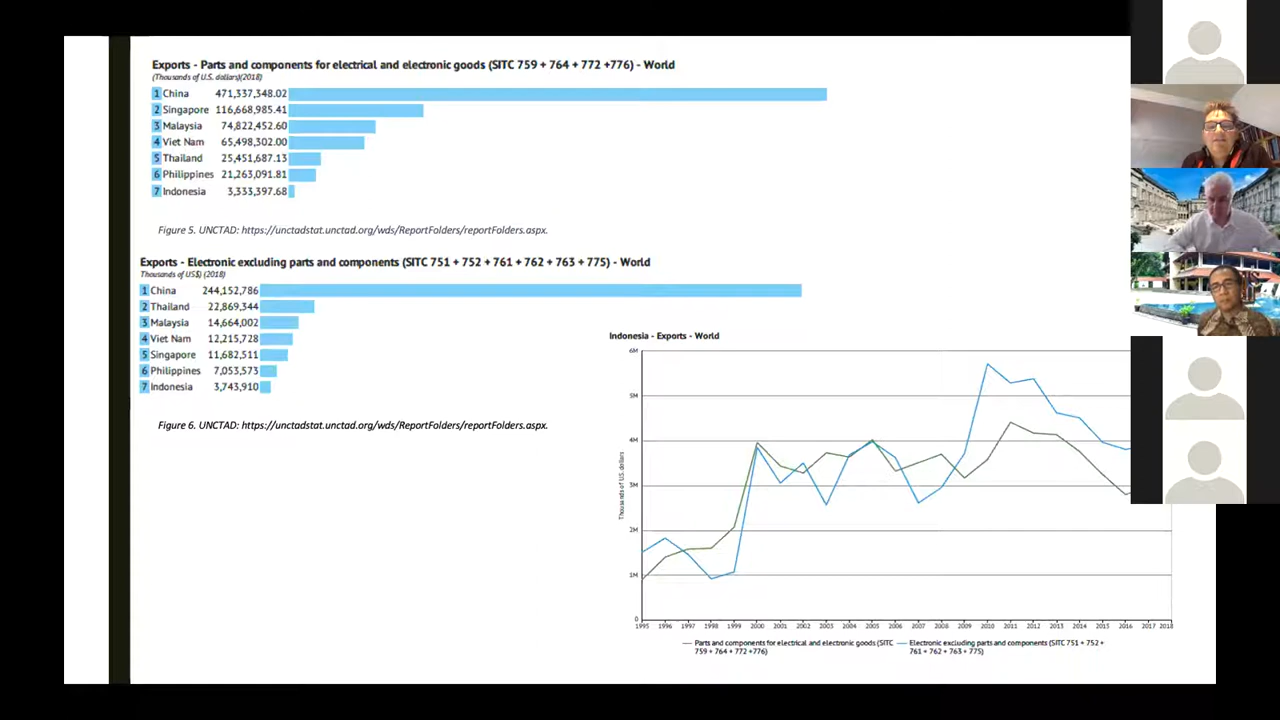 Exports - Parts and components for electrical and electronic goods (SITC 759 + 764 + 772 +776) - World
(Thousands of U.S. dollars)(2018)
1 China 471,337,348.02
2 Singapore 116,668,985.41
3 Malaysia 74,822,452.60
4 Viet Nam 65,498,302.00
5 Thailand 25,451,687.13
6 Philippines 21,263,091.81
7 Indonesia 3,333,397.68
Figure 5. UNCTAD: https://unctadstat.unctad.org/wds/ReportFolders/reportFolders.aspx.
Exports - Electronic excluding parts and components (SITC 751 + 752 + 761 + 762 + 763 + 775) - World
Thousands of US$) (2018)
1 China 244,152,786
2 Thailand 22,869,344
3 Malaysia 14,664,002
4 Viet Nam 12,215,728
5 Singapore 11,682,511
6 Philippines 7,053,573
7 Indonesia 3,743,910
Figure 6. UNCTAD: https://unctadstat.unctad.org/wds/ReportFolders/reportFolders.aspx.
Indonesia - Exports - World
6M
5M
4M
3M
2M
1M
0
Thousands of U.S. dollars
1995 1996 1997 1998 1999 2000 2001 2002 2003 2004 2005 2006 2007 2008 2009 2010 2011 2012 2013 2014 2015 2016 2017 2018
Parts and components for electrical and electronic goods (SITC
759 + 764 + 772 +776)
Electronic excluding parts and components (SITC 751 + 752 +
761 + 762 + 763 + 775)